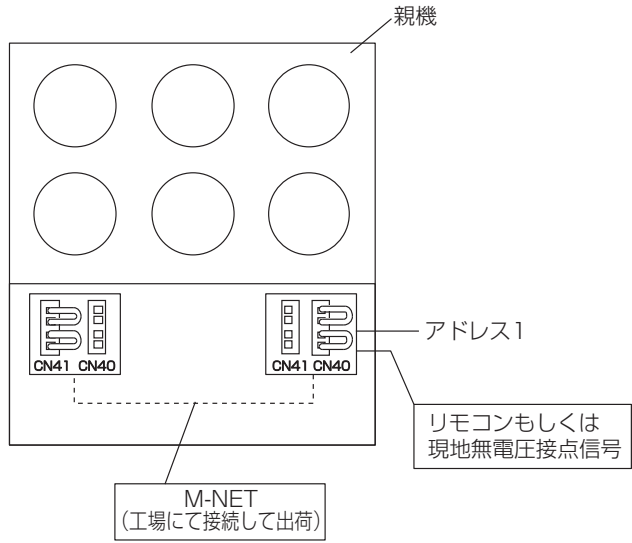 親機
CN41 CN40
CN41 CN40
アドレス1
リモコンもしくは
現地無電圧接点信号
M-NET
(工場にて接続して出荷)